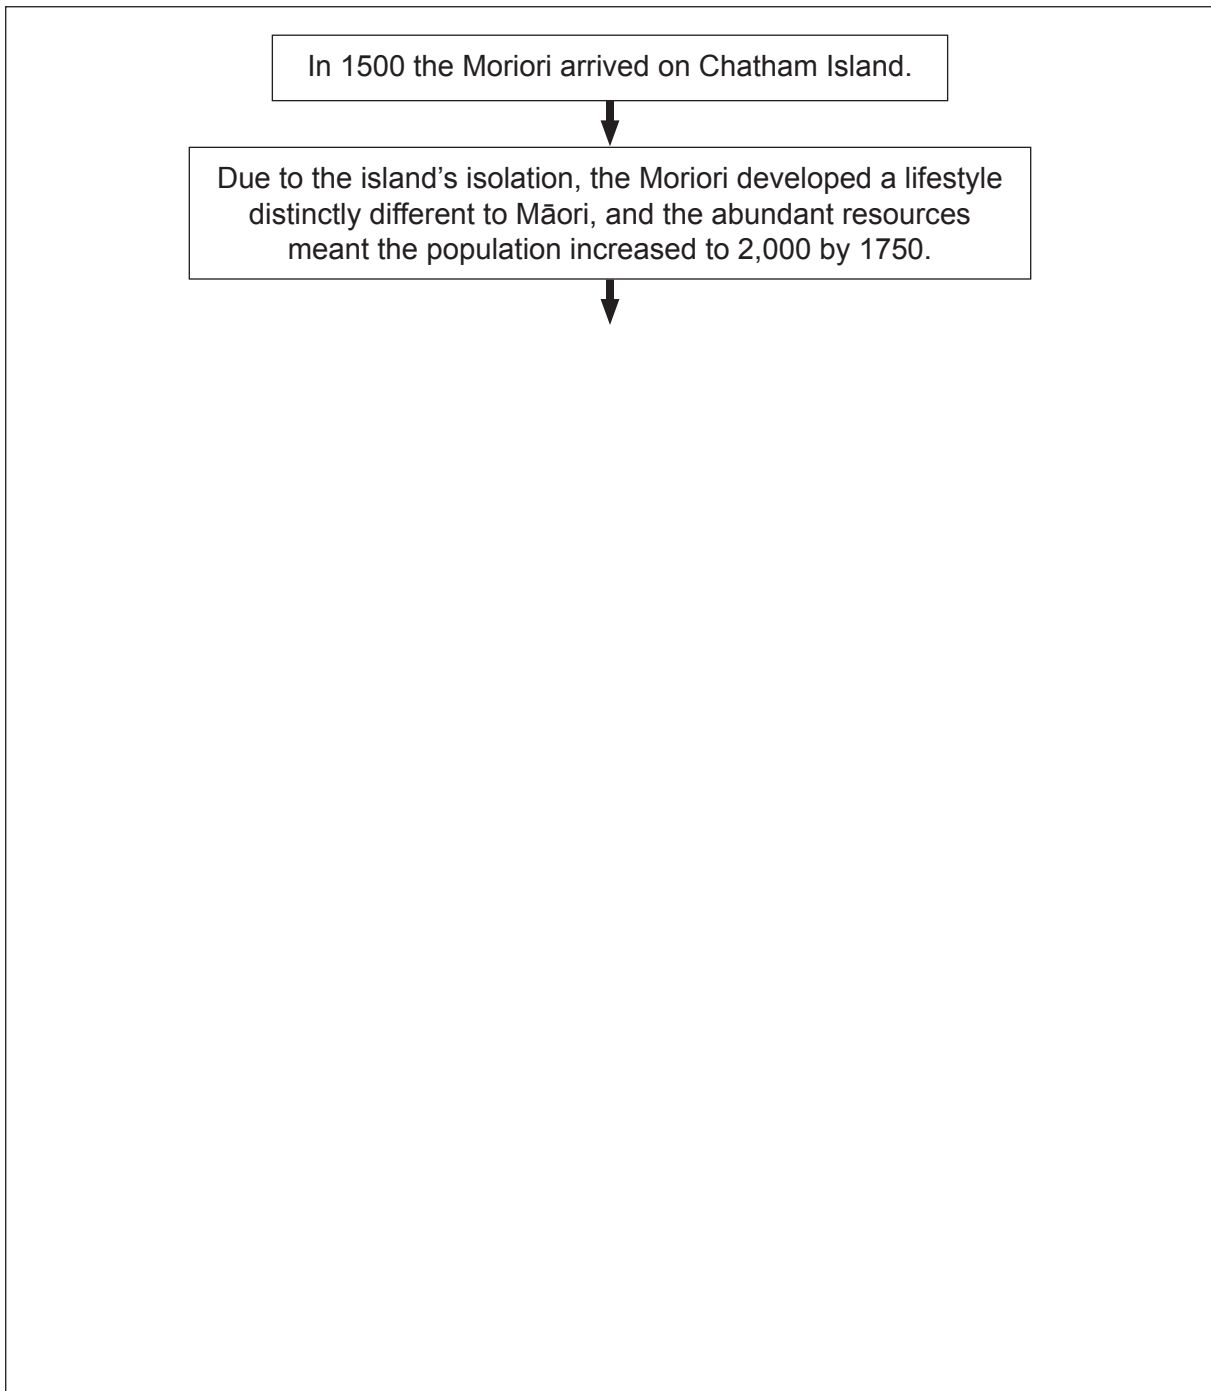 In 1500 the Moriori arrived on Chatham Island.
Due to the island’s isolation, the Moriori developed a lifestyle
distinctly different to Māori, and the abundant resources
meant the population increased to 2,000 by 1750.